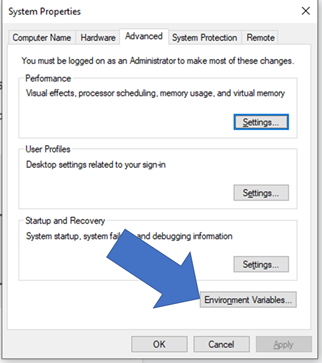 System Properties
Computer Name Hardware Advanced System Protection Remote
You must be logged on as an Administrator to make most of these changes.
Performance
Visual effects, processor scheduling, memory usage, and virtual memory
Settings...
User Profiles
Desktop settings related to your sign-in
Settings...
Startup and Recovery
System startup, system and debugging information
Settings...
Environment Variables...
OK Cancel Apply